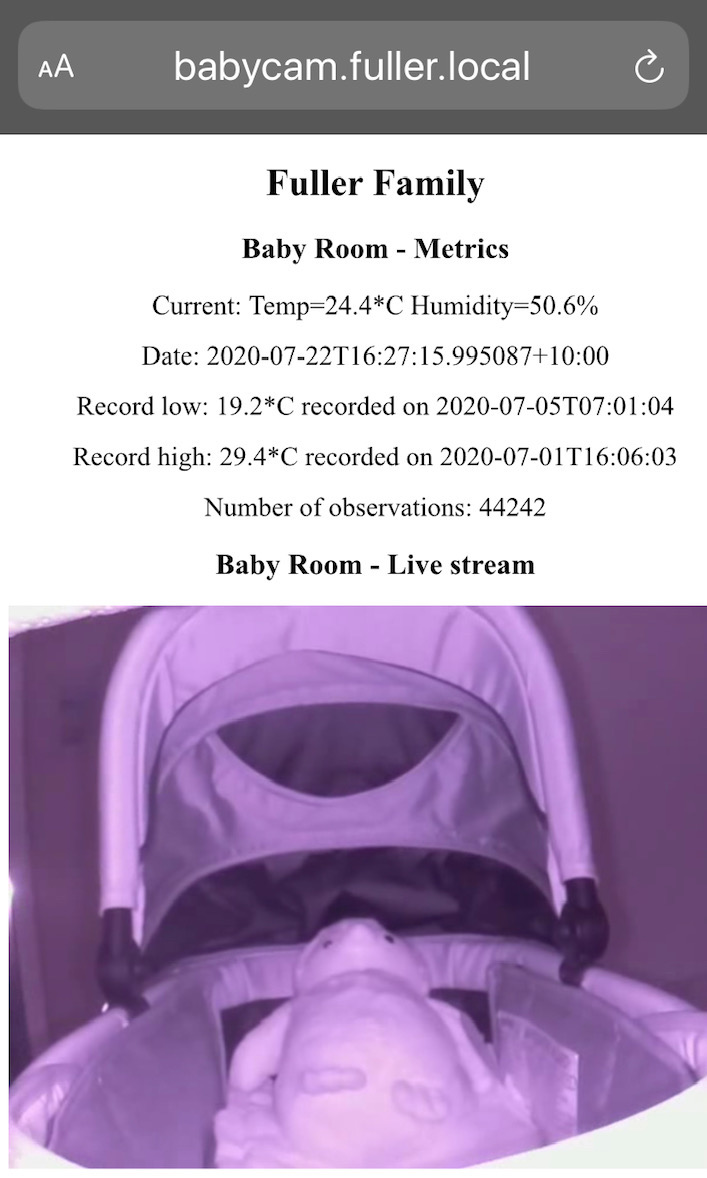 AA babycam.fuller.local
Fuller Family
Baby Room - Metrics
Current: Temp=24.4*C Humidity=50.6%
Date: 2020-07-22T16:27:15.995087+10:00
Record low: 19.2*C recorded on 2020-07-05T07:01:04
Record high: 29.4*C recorded on 2020-07-01T16:06:03
Number of observations: 44242
Baby Room - Live stream